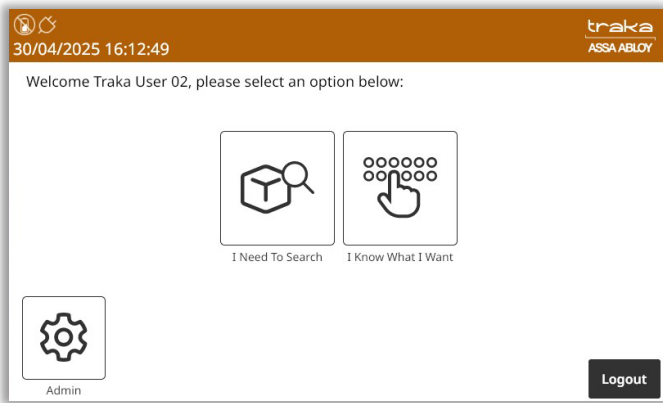 30/04/2025 16:12:49
traka
ASSA ABLOY
Welcome Traka User 02, please select an option below:
I Need To Search
I Know What I Want
Admin
Logout